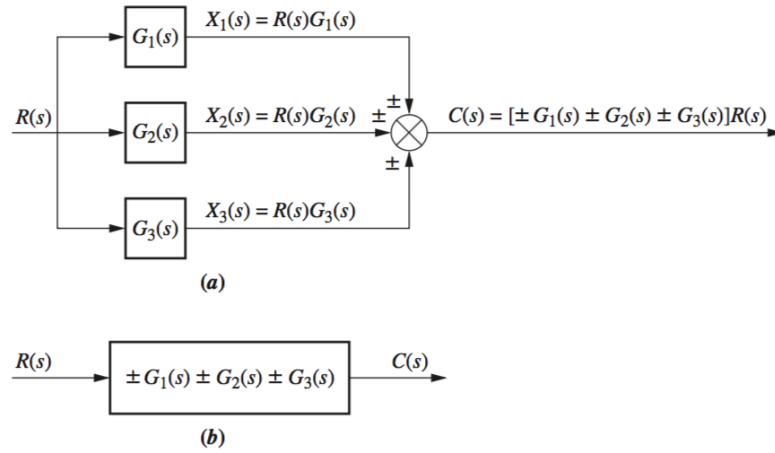 G₁(s)
X₁(s) = R(s)G₁(s)
R(s)
G₂(s)
X₂(s) = R(s)G₂(s)
±
±
±
C(s) = [± G₁(s) ± G₂(s) ± G₃(s)]R(s)
G₃(s)
X₃(s) = R(s)G₃(s)
(a)
R(s)
± G₁(s) ± G₂(s) ± G₃(s)
C(s)
(b)